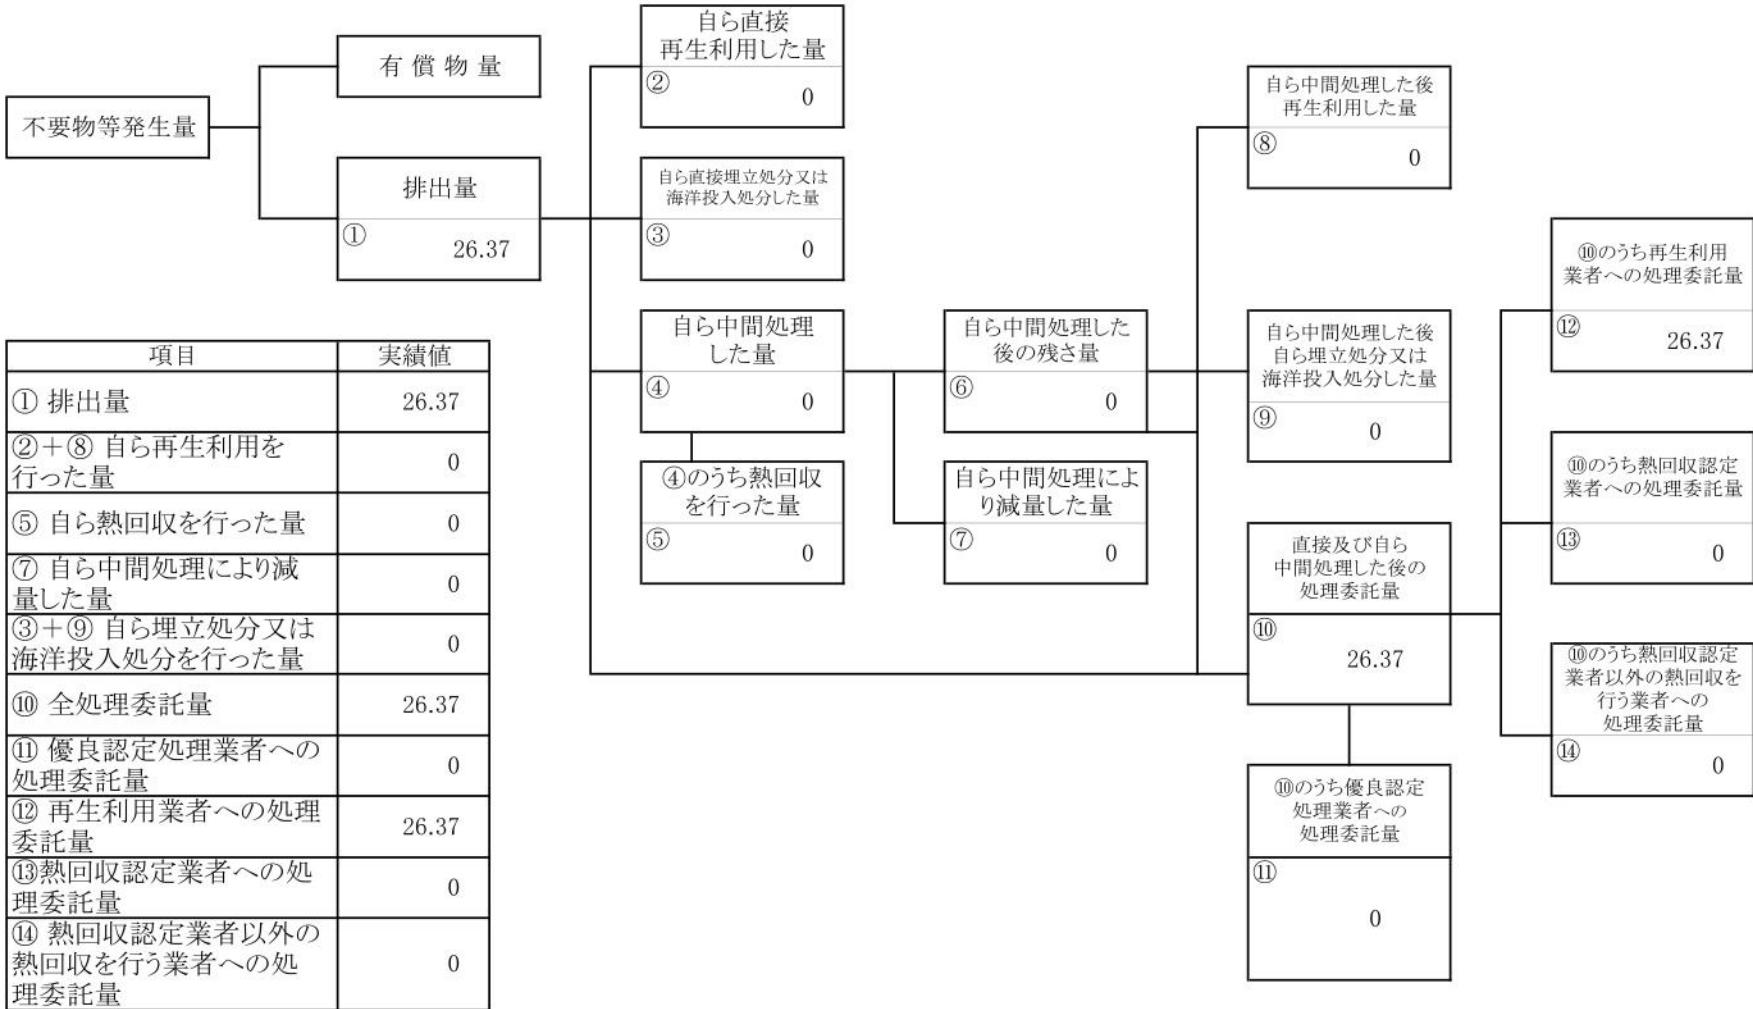 不要物等発生量
有 償 物 量
排出量
①
26.37
自ら直接
再生利用した量
②
0
自ら直接埋立処分又は
海洋投入処分した量
③
0
自ら中間処理
した量
④
0
④のうち熱回収
を行った量
⑤
0
自ら中間処理した
後の残さ量
⑥
0
自ら中間処理によ
り減量した量
⑦
0
自ら中間処理した後
再生利用した量
⑧
0
自ら中間処理した後
自ら埋立処分又は
海洋投入処分した量
⑨
0
直接及び自ら
中間処理した後の
処理委託量
⑩
26.37
⑩のうち優良認定
処理業者への
処理委託量
⑪
0
⑩のうち再生利用
業者への処理委託量
⑫
26.37
⑩のうち熱回収認定
業者への処理委託量
⑬
0
⑩のうち熱回収認定
業者以外の熱回収を
行う業者への
処理委託量
⑭
0
項目 実績値
① 排出量 26.37
②＋⑧ 自ら再生利用を
行った量 0
⑤ 自ら熱回収を行った量 0
⑦ 自ら中間処理により減
量した量 0
③＋⑨ 自ら埋立処分又は
海洋投入処分を行った量 0
⑩ 全処理委託量 26.37
⑪ 優良認定処理業者への
処理委託量 0
⑫ 再生利用業者への処理
委託量 26.37
⑬熱回収認定業者への処
理委託量 0
⑭ 熱回収認定業者以外の
熱回収を行う業者への処
理委託量 0